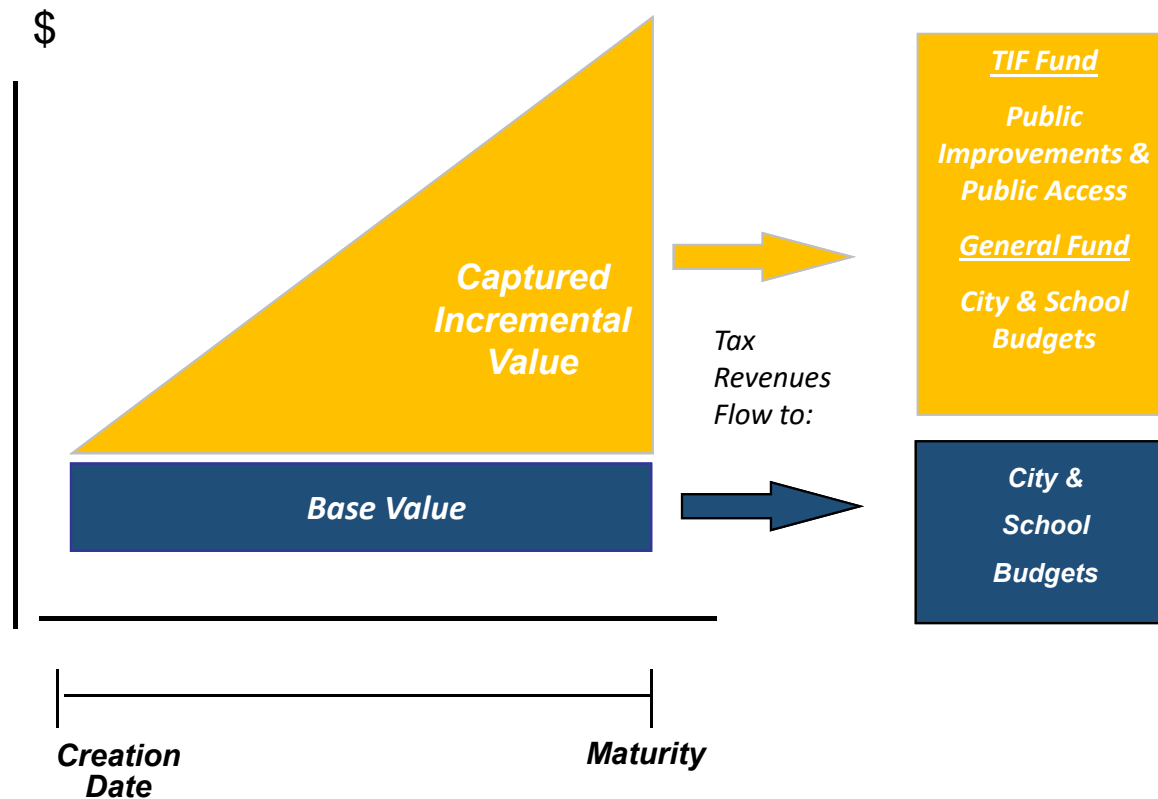 $
TIF Fund
Public
Improvements &
Public Access
General Fund
City & School
Budgets
Captured
Incremental
Value
Tax
Revenues
Flow to:
Base Value
City &
School
Budgets
Creation
Date
Maturity